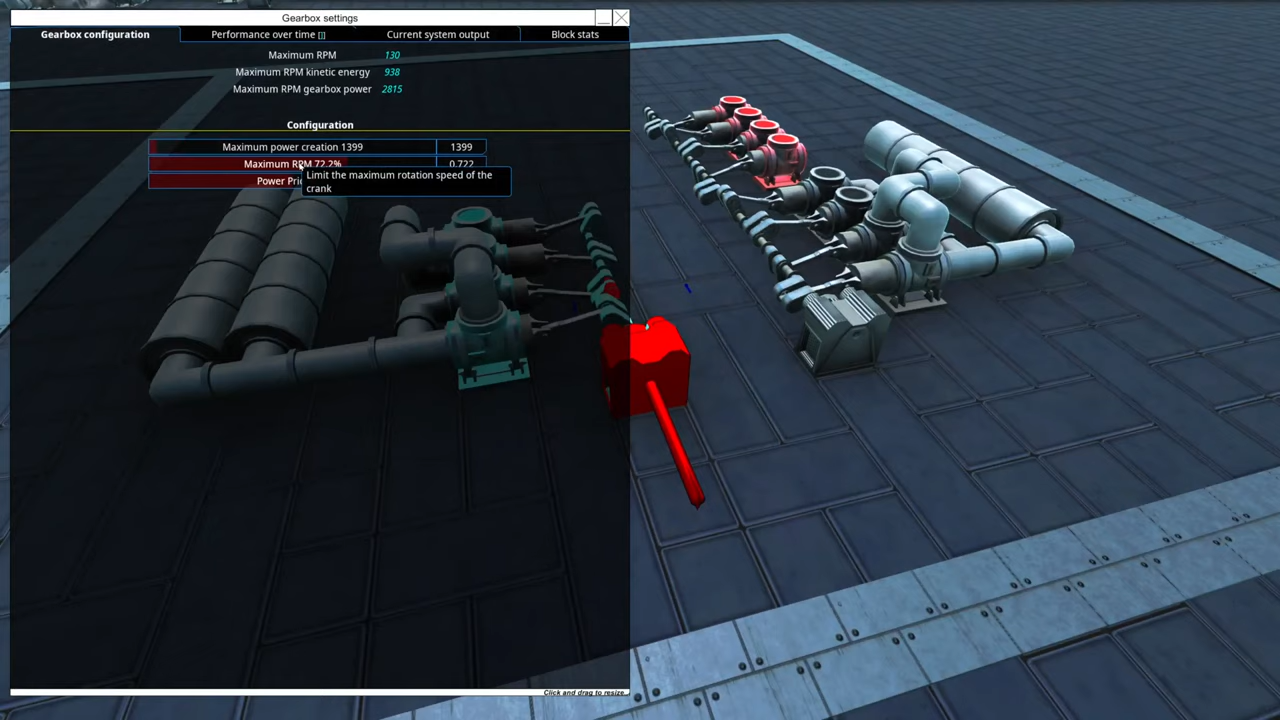 Gearbox settings
Gearbox configuration
Performance over time [i]
Current system output
Block stats
Maximum RPM 130
Maximum RPM kinetic energy 938
Maximum RPM gearbox power 2815
Configuration
Maximum power creation 1399 1399
Maximum RPM 72.2% 0.722
Power
Limit the maximum rotation speed of the
crank
Click and drag to resize